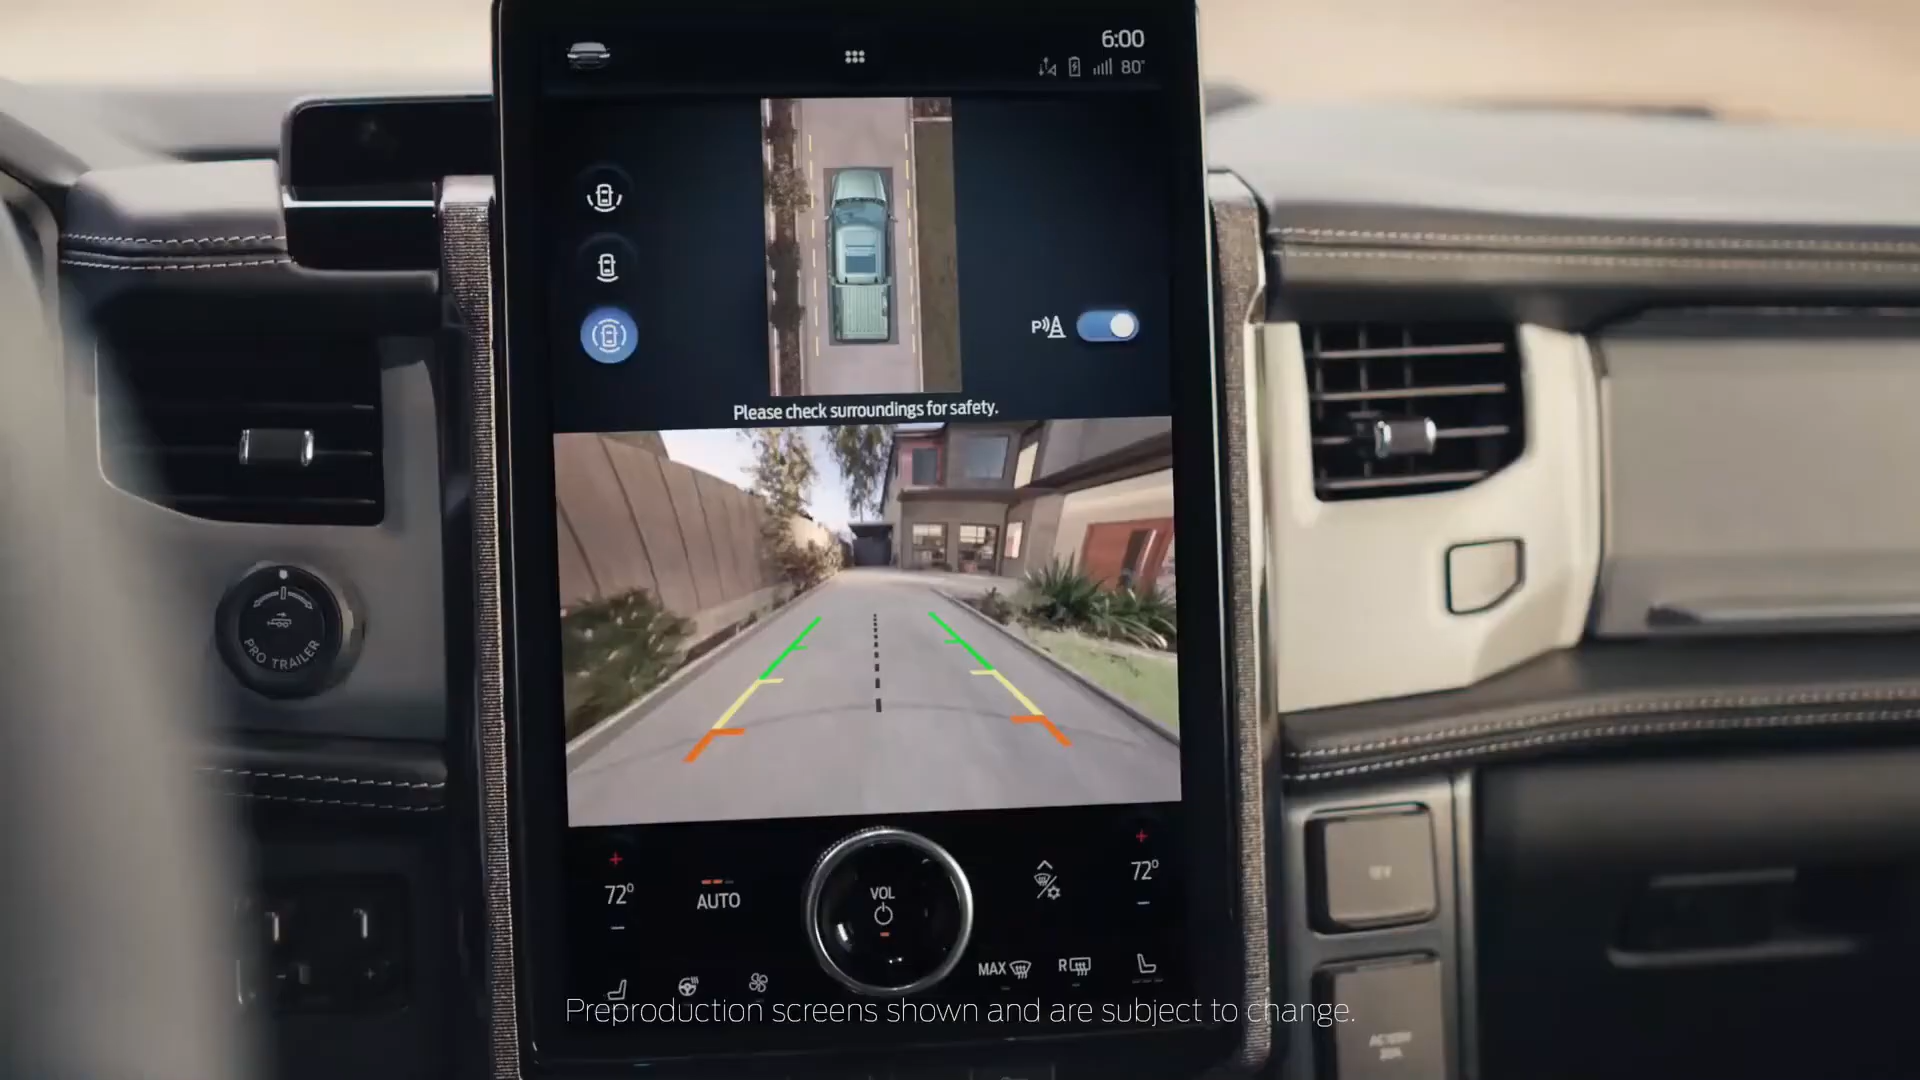 6:00
80°
P
Please check surroundings for safety.
PRO TRAILER
+
72°
−
AUTO
VOL
+
72°
−
MAX
R
Preproduction screens shown and are subject to change.